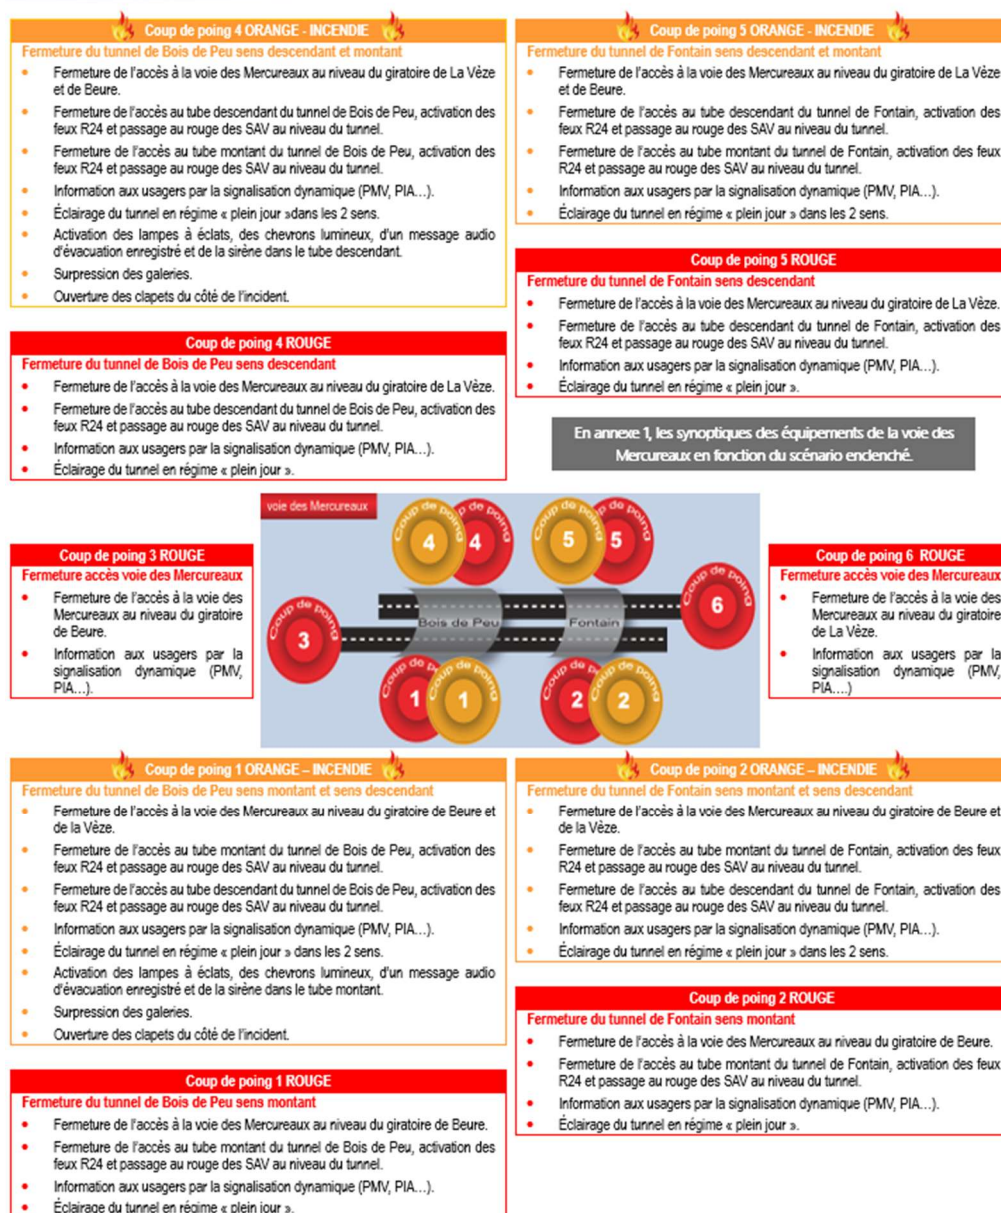 Coup de poing 4 ORANGE - INCENDIE
Fermeture du tunnel de Bois de Peu sens descendant et montant
• Fermeture de l'accès à la voie des Mercureaux au niveau du giratoire de La Vèze
et de Beure.
• Fermeture de l'accès au tube descendant du tunnel de Bois de Peu, activation des
feux R24 et passage au rouge des SAV au niveau du tunnel.
• Fermeture de l'accès au tube montant du tunnel de Bois de Peu, activation des
feux R24 et passage au rouge des SAV au niveau du tunnel.
• Information aux usagers par la signalisation dynamique (PMV, PIA…).
• Éclairage du tunnel en régime « plein jour »dans les 2 sens.
• Activation des lampes à éclats, des chevrons lumineux, d'un message audio
d'évacuation enregistré et de la sirène dans le tube descendant.
• Surpression des galeries.
• Ouverture des clapets du côté de l'incident.
Coup de poing 4 ROUGE
Fermeture du tunnel de Bois de Peu sens descendant
• Fermeture de l'accès à la voie des Mercureaux au niveau du giratoire de La Vèze.
• Fermeture de l'accès au tube descendant du tunnel de Bois de Peu, activation des
feux R24 et passage au rouge des SAV au niveau du tunnel.
• Information aux usagers par la signalisation dynamique (PMV, PIA…).
• Éclairage du tunnel en régime « plein jour ».
Coup de poing 5 ORANGE - INCENDIE
Fermeture du tunnel de Fontain sens descendant et montant
• Fermeture de l'accès à la voie des Mercureaux au niveau du giratoire de La Vèze
et de Beure.
• Fermeture de l'accès au tube descendant du tunnel de Fontain, activation des
feux R24 et passage au rouge des SAV au niveau du tunnel.
• Fermeture de l'accès au tube montant du tunnel de Fontain, activation des feux
R24 et passage au rouge des SAV au niveau du tunnel.
• Information aux usagers par la signalisation dynamique (PMV, PIA…).
• Éclairage du tunnel en régime « plein jour » dans les 2 sens.
Coup de poing 5 ROUGE
Fermeture du tunnel de Fontain sens descendant
• Fermeture de l'accès à la voie des Mercureaux au niveau du giratoire de La Vèze.
• Fermeture de l'accès au tube descendant du tunnel de Fontain, activation des
feux R24 et passage au rouge des SAV au niveau du tunnel.
• Information aux usagers par la signalisation dynamique (PMV, PIA…).
• Éclairage du tunnel en régime « plein jour ».
En annexe 1, les synoptiques des équipements de la voie des
Mercureaux en fonction du scénario enclenché.
Coup de poing 3 ROUGE
Fermeture accès voie des Mercureaux
• Fermeture de l'accès à la voie des
Mercureaux au niveau du giratoire
de Beure.
• Information aux usagers par la
signalisation dynamique (PMV,
PIA…).
voie des Mercureaux
Coup de poing 4
Coup de poing 4
Coup de poing 5
Coup de poing 5
Coup de poing 3
Bois de Peu
Fontain
Coup de poing 6
Coup de poing 1
Coup de poing 1
Coup de poing 2
Coup de poing 2
Coup de poing 6 ROUGE
Fermeture accès voie des Mercureaux
• Fermeture de l'accès à la voie des
Mercureaux au niveau du giratoire
de La Vèze.
• Information aux usagers par la
signalisation dynamique (PMV,
PIA….)
Coup de poing 1 ORANGE – INCENDIE
Fermeture du tunnel de Bois de Peu sens montant et sens descendant
• Fermeture de l'accès à la voie des Mercureaux au niveau du giratoire de Beure et
de la Vèze.
• Fermeture de l'accès au tube montant du tunnel de Bois de Peu, activation des
feux R24 et passage au rouge des SAV au niveau du tunnel.
• Fermeture de l'accès au tube descendant du tunnel de Bois de Peu, activation des
feux R24 et passage au rouge des SAV au niveau du tunnel.
• Information aux usagers par la signalisation dynamique (PMV, PIA…).
• Éclairage du tunnel en régime « plein jour » dans les 2 sens.
• Activation des lampes à éclats, des chevrons lumineux, d'un message audio
d'évacuation enregistré et de la sirène dans le tube montant.
• Surpression des galeries.
• Ouverture des clapets du côté de l'incident.
Coup de poing 1 ROUGE
Fermeture du tunnel de Bois de Peu sens montant
• Fermeture de l'accès à la voie des Mercureaux au niveau du giratoire de Beure.
• Fermeture de l'accès au tube montant du tunnel de Bois de Peu, activation des
feux R24 et passage au rouge des SAV au niveau du tunnel.
• Information aux usagers par la signalisation dynamique (PMV, PIA…).
• Éclairage du tunnel en régime « plein jour ».
Coup de poing 2 ORANGE – INCENDIE
Fermeture du tunnel de Fontain sens montant et sens descendant
• Fermeture de l'accès à la voie des Mercureaux au niveau du giratoire de Beure et
de la Vèze.
• Fermeture de l'accès au tube montant du tunnel de Fontain, activation des feux
R24 et passage au rouge des SAV au niveau du tunnel.
• Fermeture de l'accès au tube descendant du tunnel de Fontain, activation des
feux R24 et passage au rouge des SAV au niveau du tunnel.
• Information aux usagers par la signalisation dynamique (PMV, PIA…).
• Éclairage du tunnel en régime « plein jour » dans les 2 sens.
Coup de poing 2 ROUGE
Fermeture du tunnel de Fontain sens montant
• Fermeture de l'accès à la voie des Mercureaux au niveau du giratoire de Beure.
• Fermeture de l'accès au tube montant du tunnel de Fontain, activation des feux
R24 et passage au rouge des SAV au niveau du tunnel.
• Information aux usagers par la signalisation dynamique (PMV, PIA…).
• Éclairage du tunnel en régime « plein jour ».